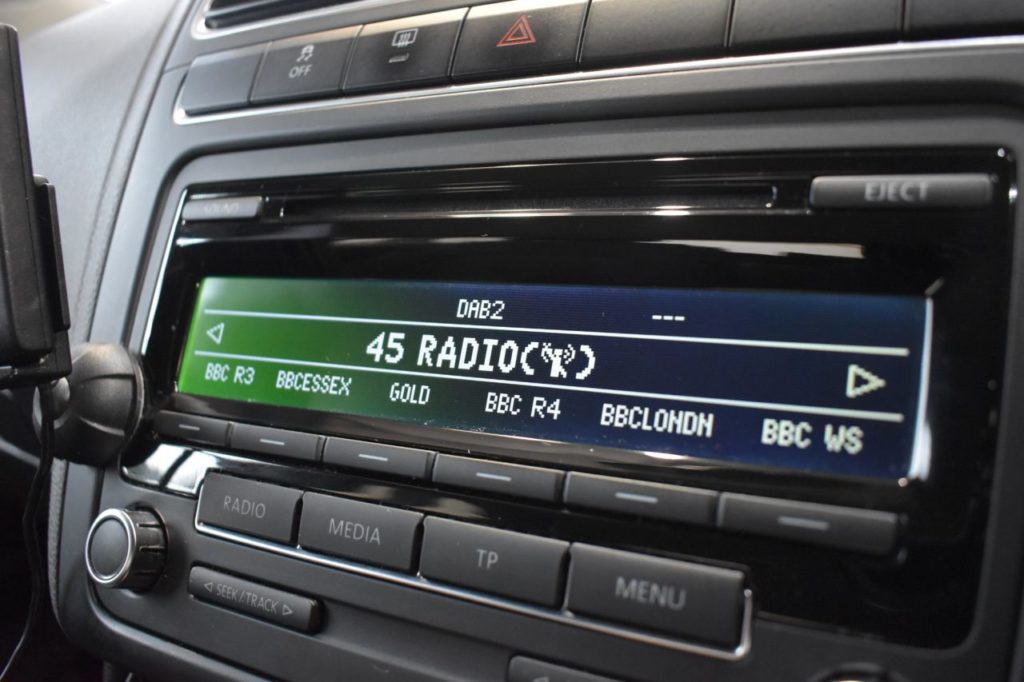 OFF
SOUND
EJECT
DAB2 ---
45 RADIO( )
BBC R3 BBCESSEX GOLD BBC R4 BBCLONDN BBC WS
RADIO MEDIA TP MENU
SEEK/TRACK